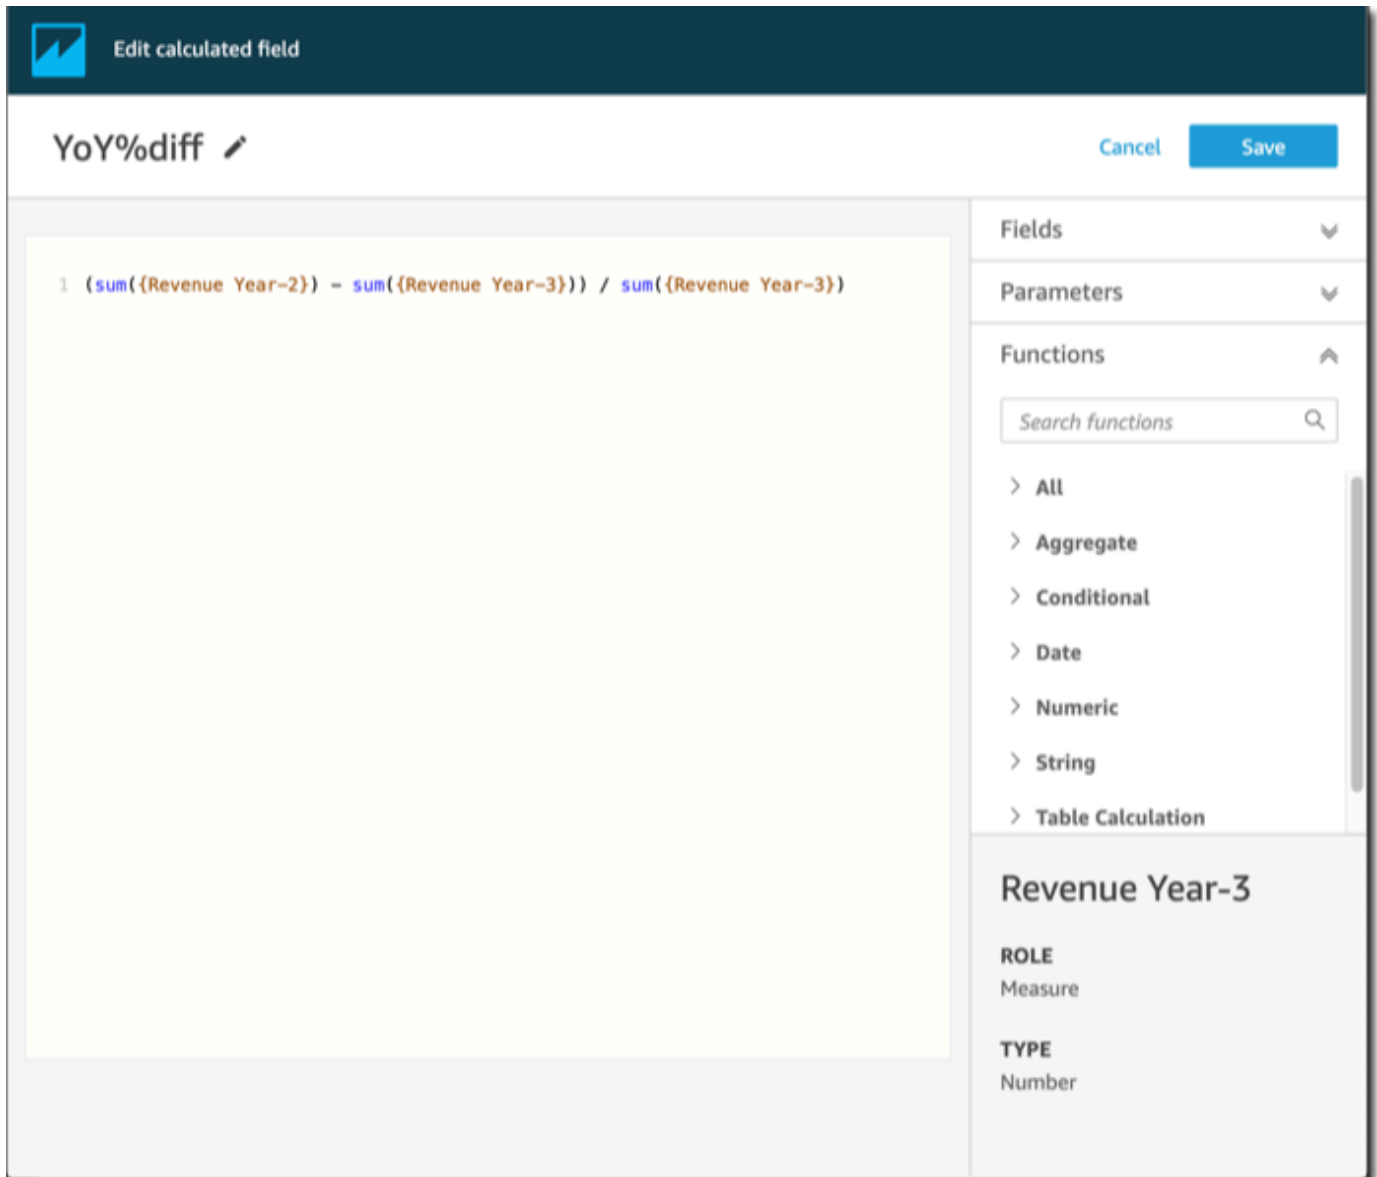 Edit calculated field
YoY%diff
Cancel
Save
1 (sum({Revenue Year-2}) - sum({Revenue Year-3})) / sum({Revenue Year-3})
Fields
Parameters
Functions
Search functions
All
Aggregate
Conditional
Date
Numeric
String
Table Calculation
Revenue Year-3
ROLE
Measure
TYPE
Number